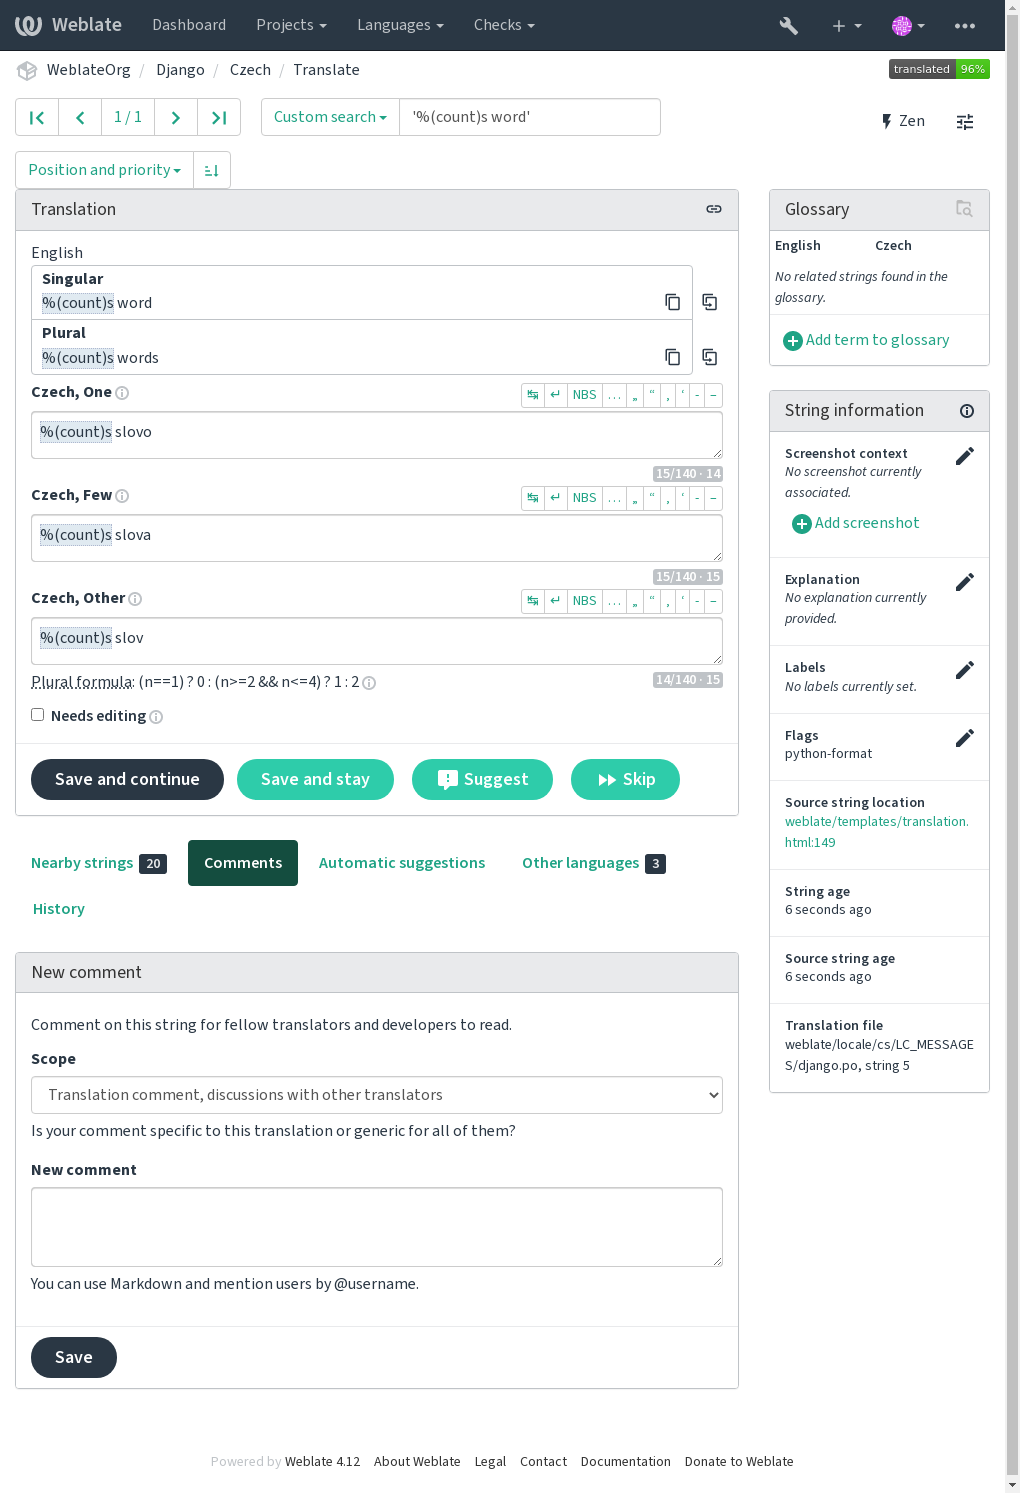 Weblate Dashboard Projects Languages Checks
WeblateOrg / Django / Czech / Translate translated 96%
1 / 1 Custom search '%(count)s word' Zen
Position and priority
Translation
English
Singular
%(count)s word
Plural
%(count)s words
Czech, One ↹ ↵ NBS … „ “ ‚ ‘ - –
%(count)s slovo
15/140 · 14
Czech, Few ↹ ↵ NBS … „ “ ‚ ‘ - –
%(count)s slova
15/140 · 15
Czech, Other ↹ ↵ NBS … „ “ ‚ ‘ - –
%(count)s slov
Plural formula: (n==1) ? 0 : (n>=2 && n<=4) ? 1 : 2 14/140 · 15
Needs editing
Save and continue Save and stay Suggest Skip
Nearby strings 20 Comments Automatic suggestions Other languages 3
History
New comment
Comment on this string for fellow translators and developers to read.
Scope
Translation comment, discussions with other translators
Is your comment specific to this translation or generic for all of them?
New comment
You can use Markdown and mention users by @username.
Save
Glossary
English Czech
No related strings found in the
glossary.
Add term to glossary
String information
Screenshot context
No screenshot currently
associated.
Add screenshot
Explanation
No explanation currently
provided.
Labels
No labels currently set.
Flags
python-format
Source string location
weblate/templates/translation.
html:149
String age
6 seconds ago
Source string age
6 seconds ago
Translation file
weblate/locale/cs/LC_MESSAGE
S/django.po, string 5
Powered by Weblate 4.12 About Weblate Legal Contact Documentation Donate to Weblate